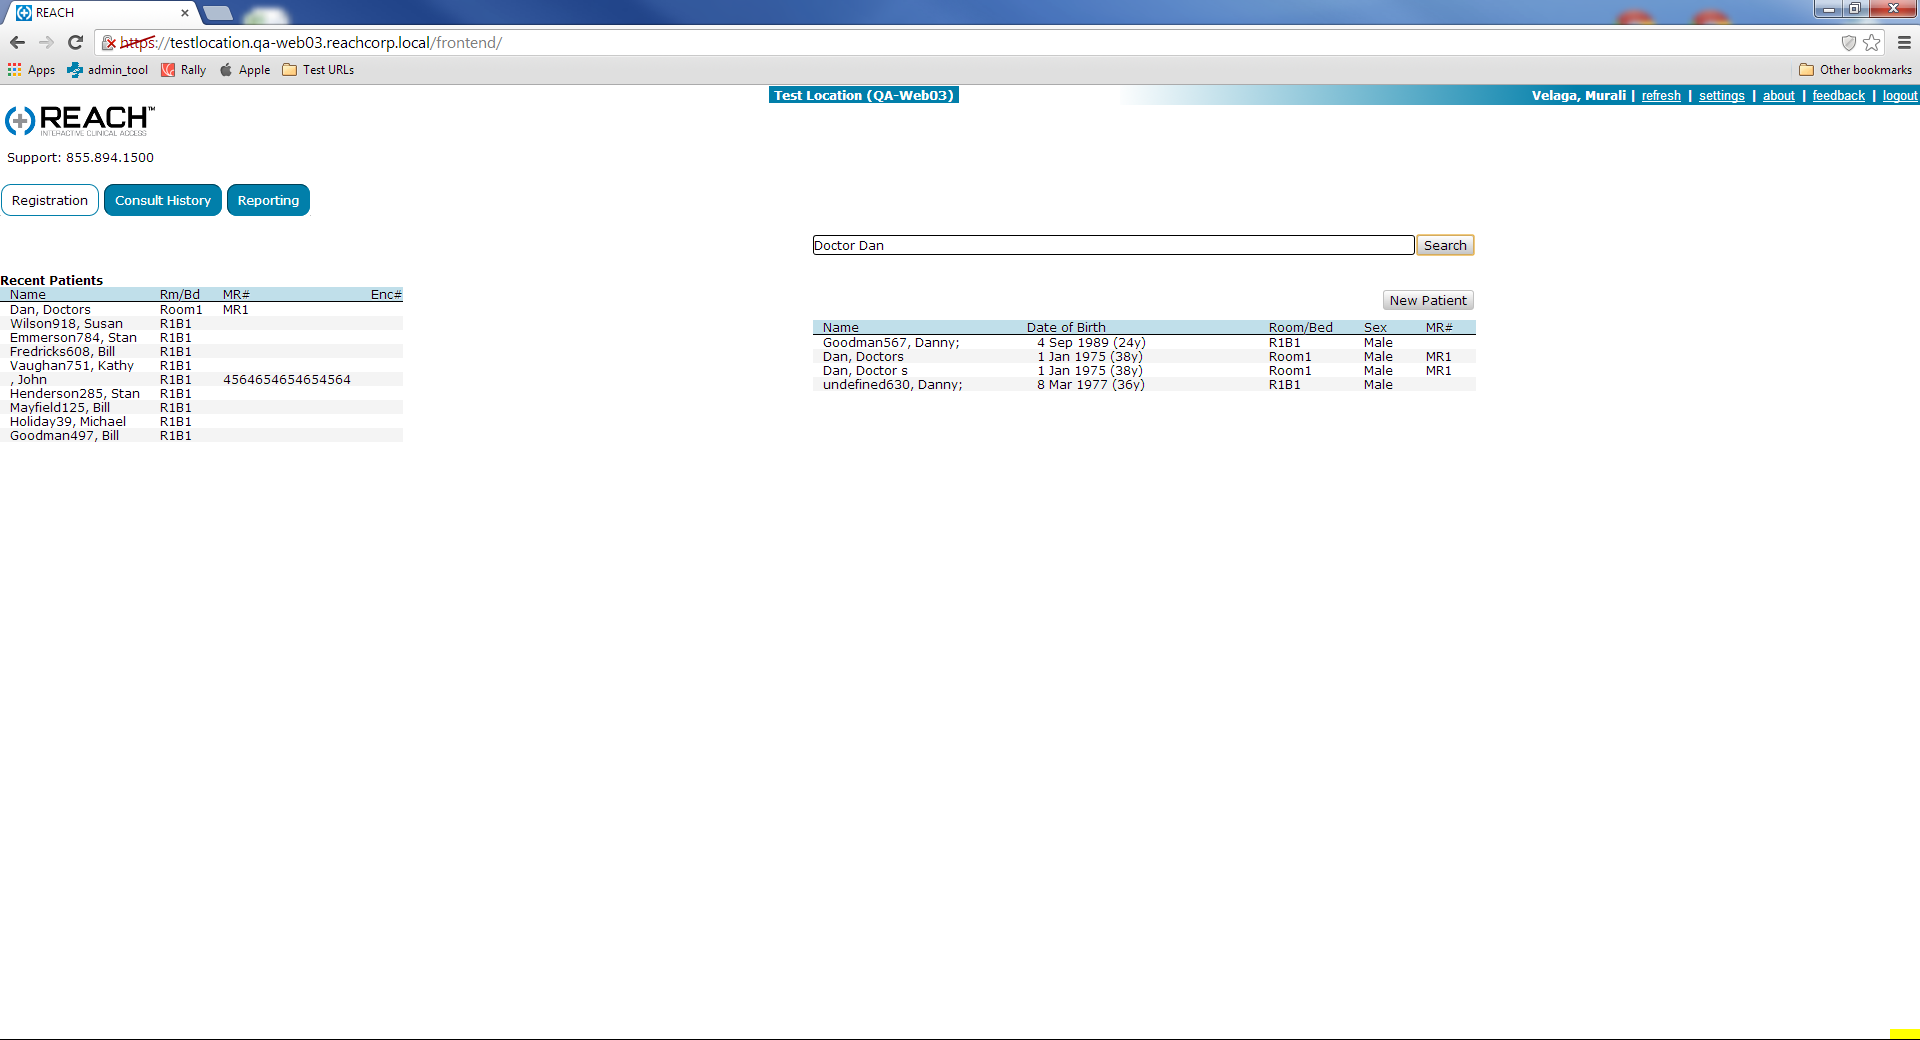 REACH
https://testlocation.qa-web03.reachcorp.local/frontend/
Apps admin_tool Rally Apple Test URLs Other bookmarks
Test Location (QA-Web03) Velaga, Murali | refresh | settings | about | feedback | logout
REACH™
INTERACTIVE CLINICAL ACCESS
Support: 855.894.1500
Registration Consult History Reporting
Doctor Dan Search
Recent Patients
Name Rm/Bd MR# Enc#
Dan, Doctors Room1 MR1
Wilson918, Susan R1B1
Emmerson784, Stan R1B1
Fredricks608, Bill R1B1
Vaughan751, Kathy R1B1
, John R1B1 4564654654654564
Henderson285, Stan R1B1
Mayfield125, Bill R1B1
Holiday39, Michael R1B1
Goodman497, Bill R1B1
New Patient
Name Date of Birth Room/Bed Sex MR#
Goodman567, Danny; 4 Sep 1989 (24y) R1B1 Male
Dan, Doctors 1 Jan 1975 (38y) Room1 Male MR1
Dan, Doctor s 1 Jan 1975 (38y) Room1 Male MR1
undefined630, Danny; 8 Mar 1977 (36y) R1B1 Male